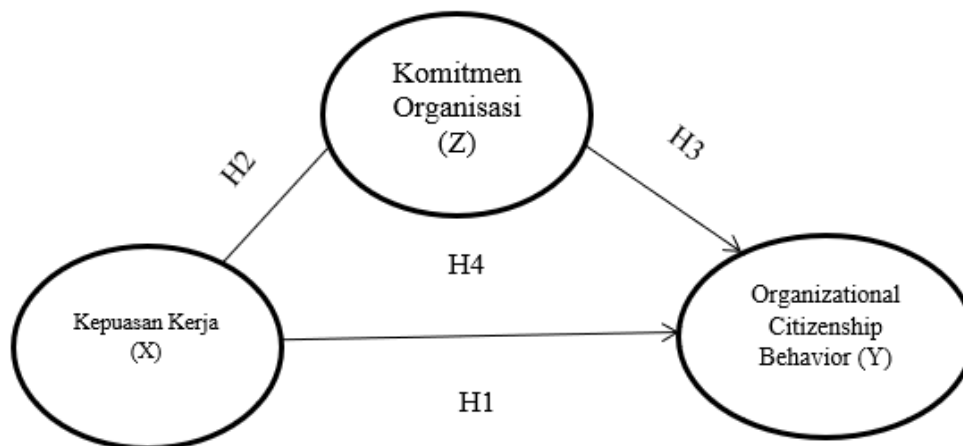 Komitmen
Organisasi
(Z)
H2
H3
H4
Kepuasan Kerja
(X)
Organizational
Citizenship
Behavior (Y)
H1